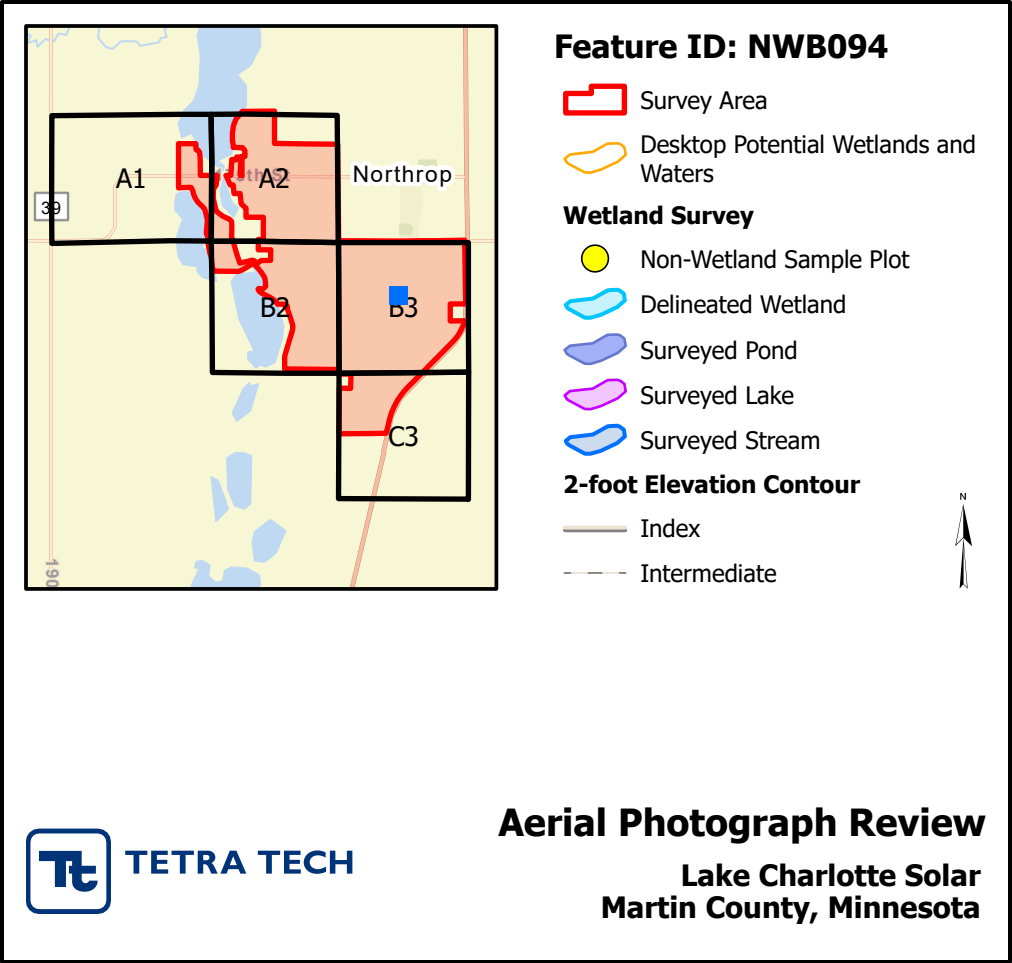 Feature ID: NWB094
Survey Area
Desktop Potential Wetlands and
Waters
Wetland Survey
Non-Wetland Sample Plot
Delineated Wetland
Surveyed Pond
Surveyed Lake
Surveyed Stream
2-foot Elevation Contour
Index
Intermediate
N
A1
A2
Northrop
39
B2
B3
C3
190
Aerial Photograph Review
Tt
TETRA TECH
Lake Charlotte Solar
Martin County, Minnesota